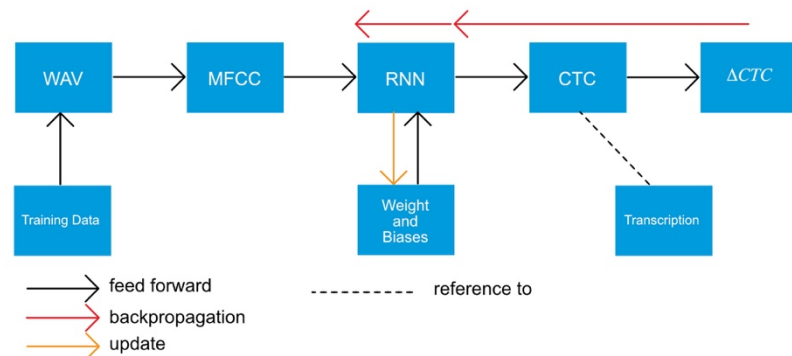 WAV
MFCC
RNN
CTC
ΔCTC
Training Data
Weight
and
Biases
Transcription
feed forward
reference to
backpropagation
update